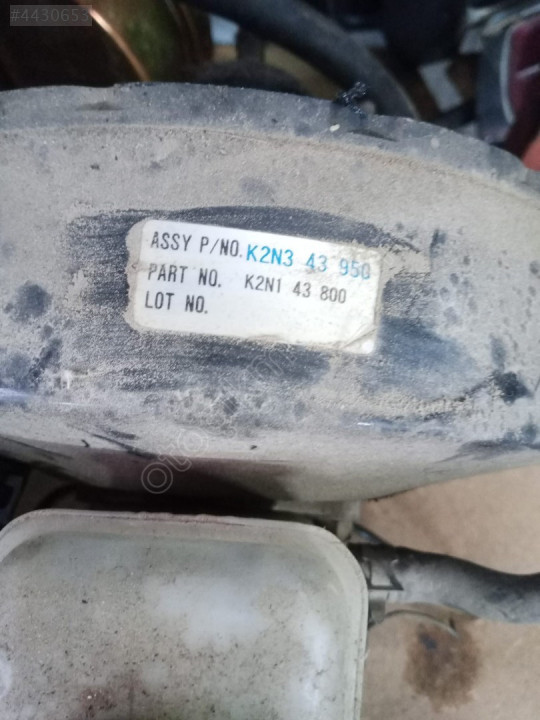 #4430653
ASSY P/NO. K2N3 43 950
PART NO. K2N1 43 800
LOT NO.